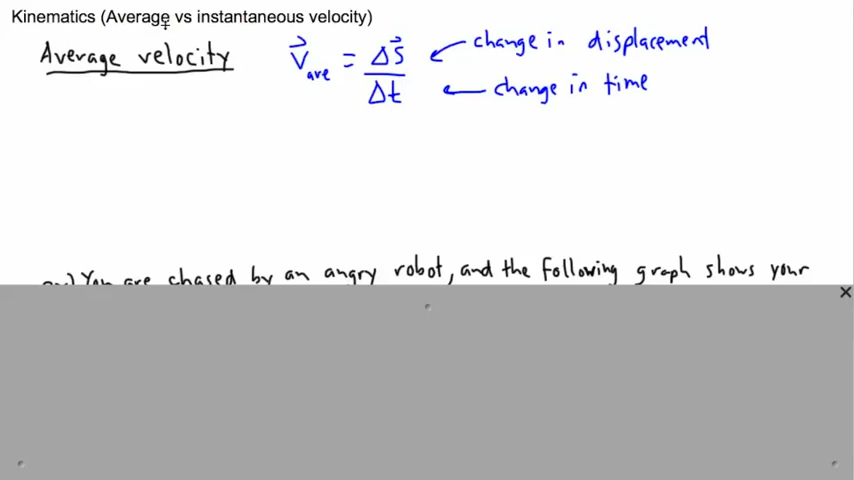 Kinematics (Average vs instantaneous velocity)
Average velocity
V⃗ave = Δs⃗ / Δt
← change in displacement
← change in time
ex) You are chased by an angry robot, and the following graph shows your